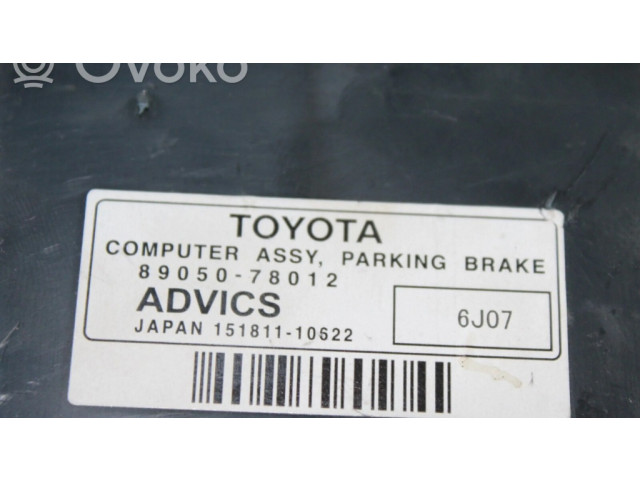 Ovoko
TOYOTA
COMPUTER ASSY, PARKING BRAKE
89050-78012
ADVICS
6J07
JAPAN 151811-10622